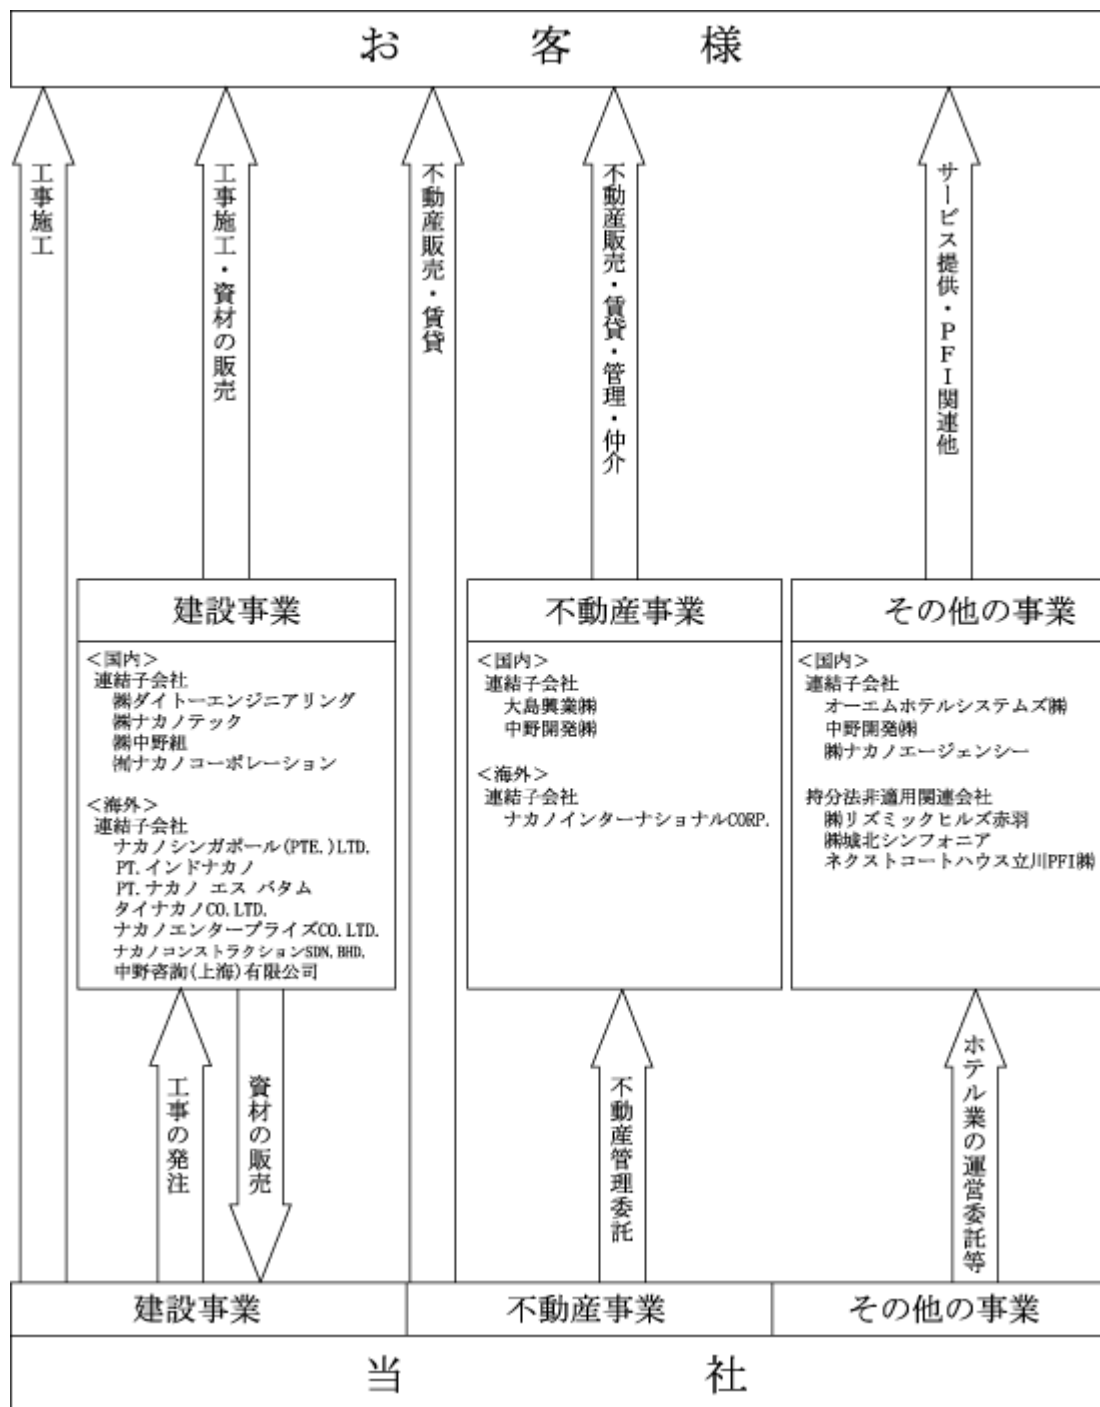 お客様
工事施工
工事施工・資材の販売
不動産販売・賃貸
不動産販売・賃貸・管理・仲介
サービス提供・PFI関連他
建設事業
＜国内＞
連結子会社
㈱ダイトーエンジニアリング
㈱ナカノテック
㈱中野組
㈲ナカノコーポレーション
＜海外＞
連結子会社
ナカノシンガポール(PTE.)LTD.
PT.インドナカノ
PT.ナカノ エス バタム
タイナカノCO.LTD.
ナカノエンタープライズCO.LTD.
ナカノコンストラクションSDN.BHD.
中野咨詢(上海)有限公司
不動産事業
＜国内＞
連結子会社
大島興業㈱
中野開発㈱
＜海外＞
連結子会社
ナカノインターナショナルCORP.
その他の事業
＜国内＞
連結子会社
オーエムホテルシステムズ㈱
中野開発㈱
㈱ナカノエージェンシー
持分法非適用関連会社
㈱リズミックヒルズ赤羽
㈱城北シンフォニア
ネクストコートハウス立川PFI㈱
工事の発注
資材の販売
不動産管理委託
ホテル業の運営委託等
建設事業
不動産事業
その他の事業
当社